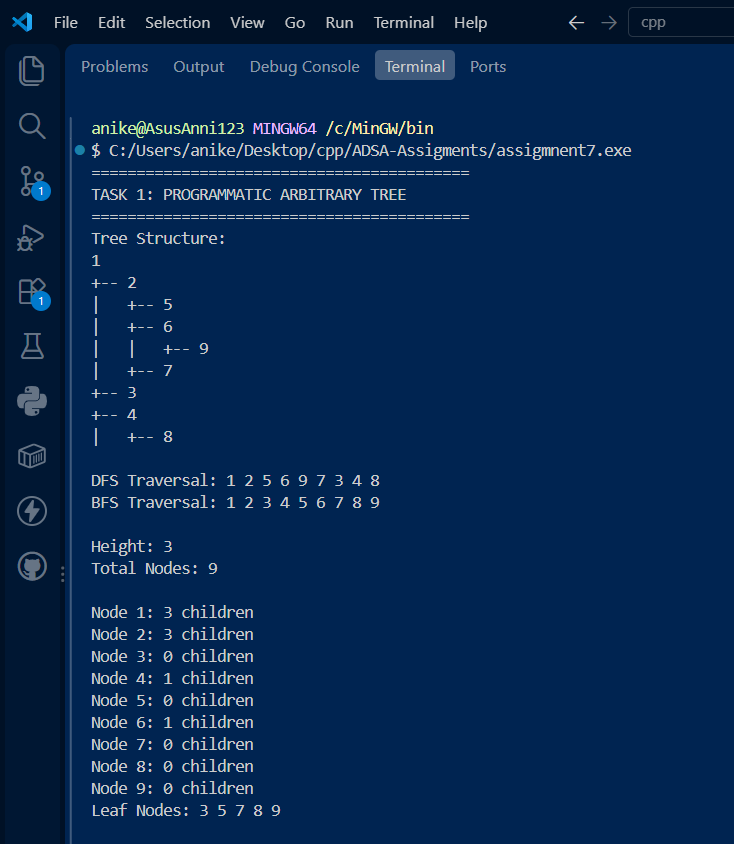 File Edit Selection View Go Run Terminal Help ← → cpp
Problems Output Debug Console Terminal Ports
anike@AsusAnni123 MINGW64 /c/MinGW/bin
$ C:/Users/anike/Desktop/cpp/ADSA-Assigments/assigmnent7.exe
==========================================
TASK 1: PROGRAMMATIC ARBITRARY TREE
==========================================
Tree Structure:
1
+-- 2
|   +-- 5
|   +-- 6
|   |   +-- 9
|   +-- 7
+-- 3
+-- 4
|   +-- 8
DFS Traversal: 1 2 5 6 9 7 3 4 8
BFS Traversal: 1 2 3 4 5 6 7 8 9
Height: 3
Total Nodes: 9
Node 1: 3 children
Node 2: 3 children
Node 3: 0 children
Node 4: 1 children
Node 5: 0 children
Node 6: 1 children
Node 7: 0 children
Node 8: 0 children
Node 9: 0 children
Leaf Nodes: 3 5 7 8 9
1
1